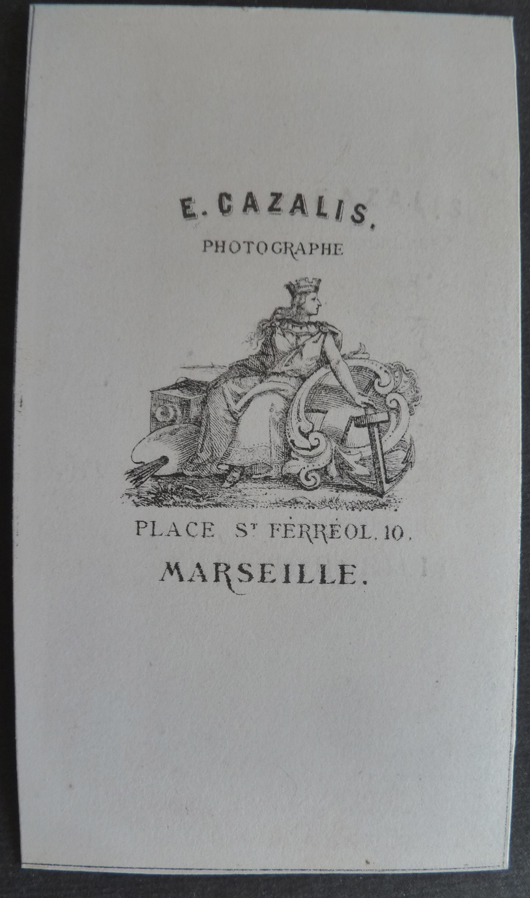 E. CAZALIS,
PHOTOGRAPHE
PLACE ST FÉRRÉOL. 10.
MARSEILLE.